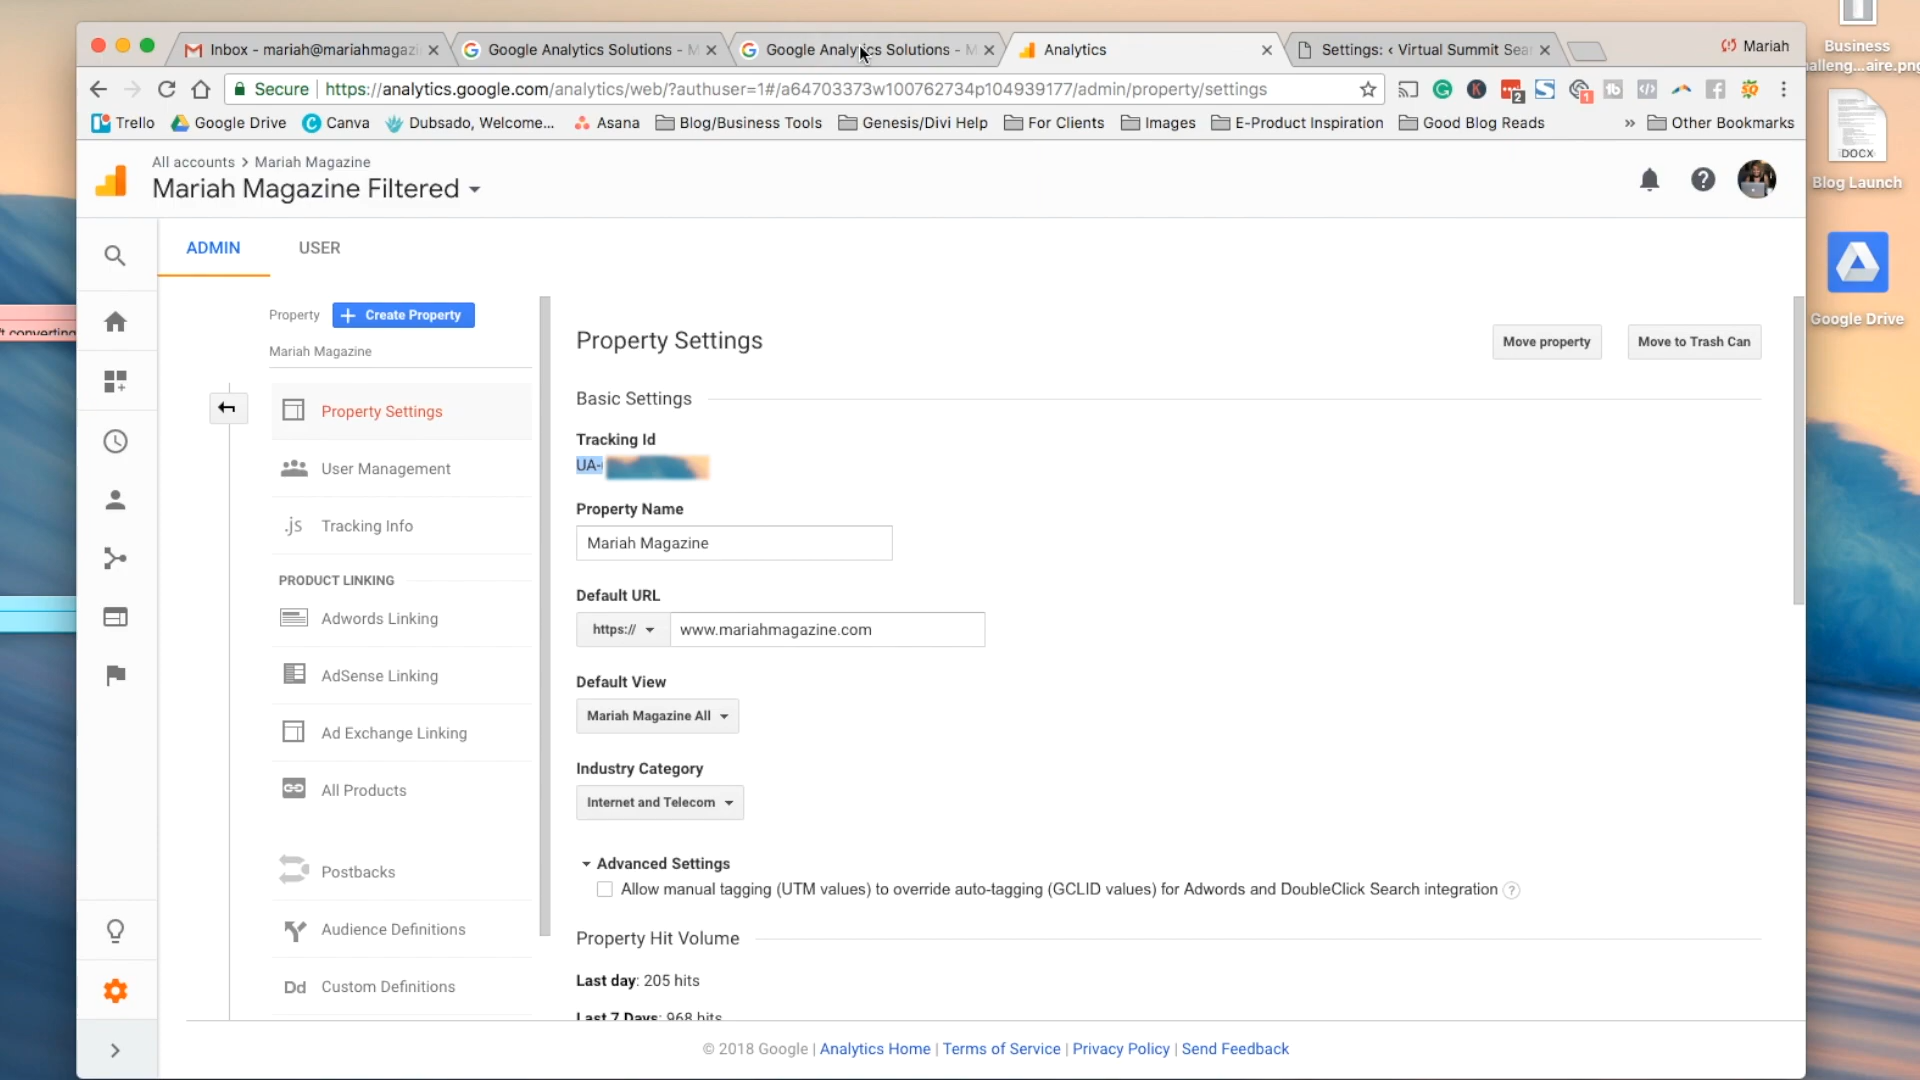 Inbox - mariah@mariahmagazi
Google Analytics Solutions - M
Google Analytics Solutions - M
Analytics
Settings: ‹ Virtual Summit Sea
Mariah
Secure
https://analytics.google.com/analytics/web/?authuser=1#/a64703373w100762734p104939177/admin/property/settings
2
1
Trello
Google Drive
Canva
Dubsado, Welcome...
Asana
Blog/Business Tools
Genesis/Divi Help
For Clients
Images
E-Product Inspiration
Good Blog Reads
»
Other Bookmarks
Business
alleng...aire.png
DOCX
Blog Launch
Google Drive
't converting
All accounts > Mariah Magazine
Mariah Magazine Filtered
ADMIN
USER
Property
+ Create Property
Mariah Magazine
Property Settings
User Management
.js Tracking Info
PRODUCT LINKING
Adwords Linking
AdSense Linking
Ad Exchange Linking
All Products
Postbacks
Audience Definitions
Dd Custom Definitions
Property Settings
Move property
Move to Trash Can
Basic Settings
Tracking Id
UA-
Property Name
Mariah Magazine
Default URL
https://
www.mariahmagazine.com
Default View
Mariah Magazine All
Industry Category
Internet and Telecom
Advanced Settings
Allow manual tagging (UTM values) to override auto-tagging (GCLID values) for Adwords and DoubleClick Search integration ?
Property Hit Volume
Last day: 205 hits
Last 7 Days: 968 hits
© 2018 Google | Analytics Home | Terms of Service | Privacy Policy | Send Feedback